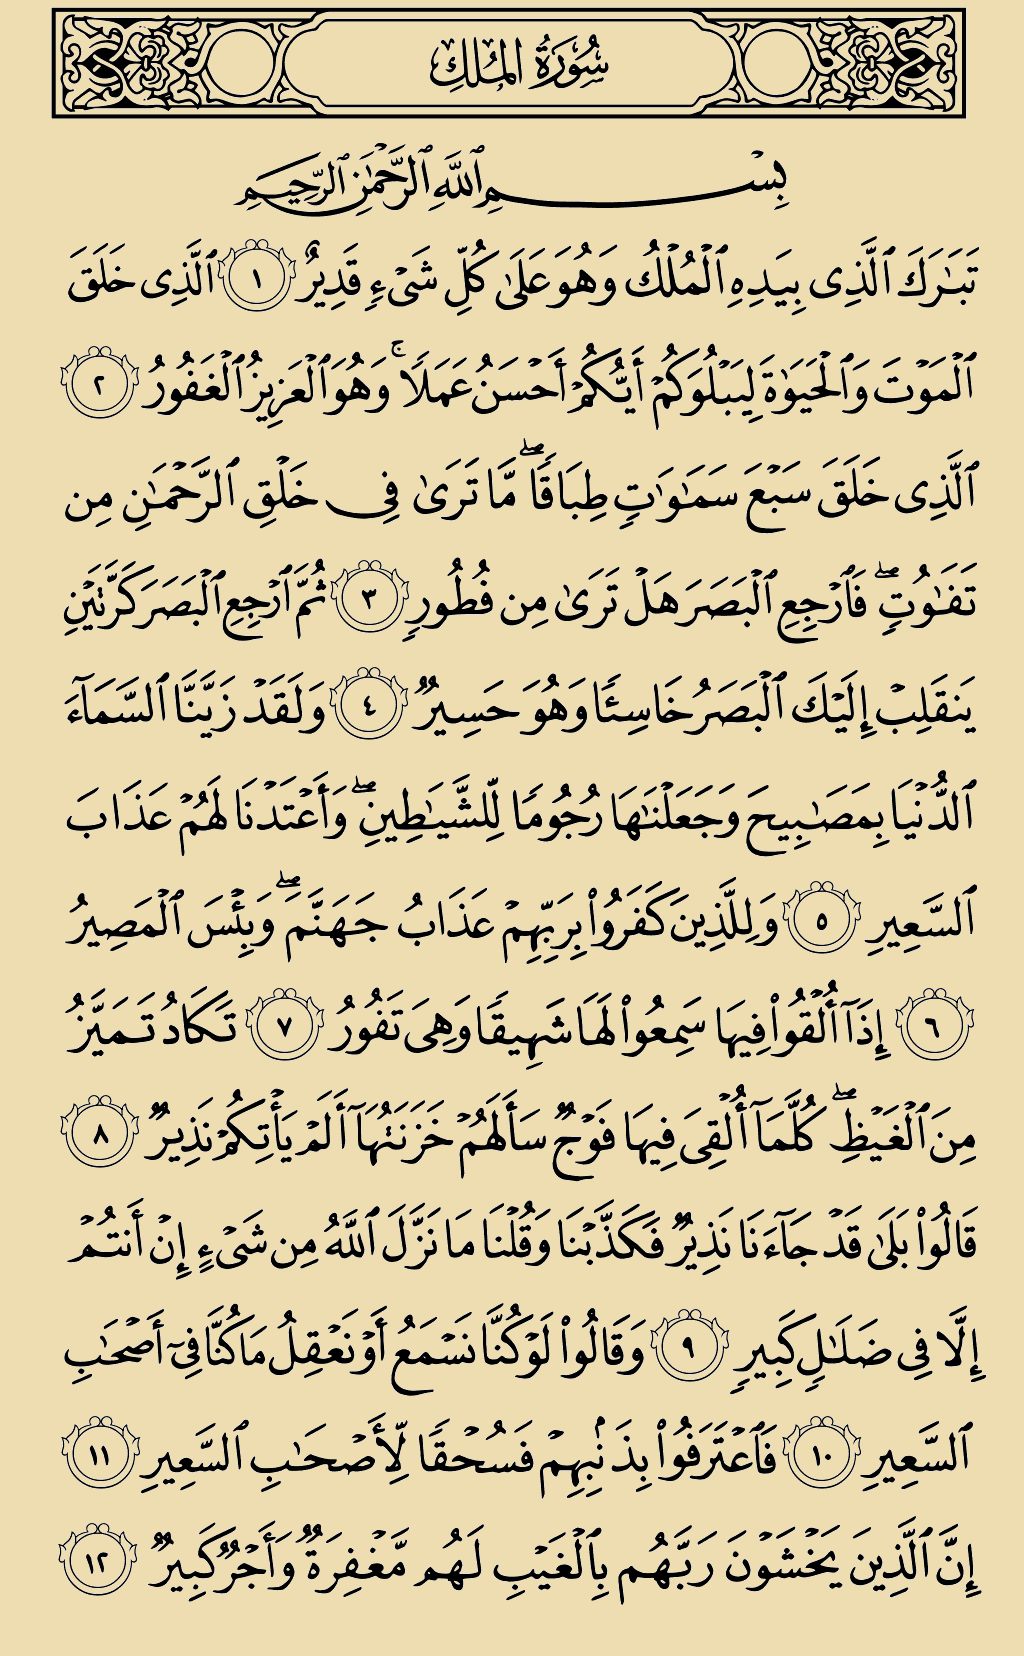 سُورَةُ المُلكِ
بِسْمِ ٱللَّهِ ٱلرَّحْمَٰنِ ٱلرَّحِيمِ
تَبَٰرَكَ ٱلَّذِى بِيَدِهِ ٱلْمُلْكُ وَهُوَ عَلَىٰ كُلِّ شَىْءٍ قَدِيرٌ ١ ٱلَّذِى خَلَقَ
ٱلْمَوْتَ وَٱلْحَيَوٰةَ لِيَبْلُوَكُمْ أَيُّكُمْ أَحْسَنُ عَمَلًا ۚ وَهُوَ ٱلْعَزِيزُ ٱلْغَفُورُ ٢
ٱلَّذِى خَلَقَ سَبْعَ سَمَٰوَٰتٍ طِبَاقًا ۖ مَّا تَرَىٰ فِى خَلْقِ ٱلرَّحْمَٰنِ مِن
تَفَٰوُتٍ ۖ فَٱرْجِعِ ٱلْبَصَرَ هَلْ تَرَىٰ مِن فُطُورٍ ٣ ثُمَّ ٱرْجِعِ ٱلْبَصَرَ كَرَّتَيْنِ
يَنقَلِبْ إِلَيْكَ ٱلْبَصَرُ خَاسِئًا وَهُوَ حَسِيرٌ ٤ وَلَقَدْ زَيَّنَّا ٱلسَّمَآءَ
ٱلدُّنْيَا بِمَصَٰبِيحَ وَجَعَلْنَٰهَا رُجُومًا لِّلشَّيَٰطِينِ ۖ وَأَعْتَدْنَا لَهُمْ عَذَابَ
ٱلسَّعِيرِ ٥ وَلِلَّذِينَ كَفَرُوا۟ بِرَبِّهِمْ عَذَابُ جَهَنَّمَ ۖ وَبِئْسَ ٱلْمَصِيرُ
٦ إِذَآ أُلْقُوا۟ فِيهَا سَمِعُوا۟ لَهَا شَهِيقًا وَهِىَ تَفُورُ ٧ تَكَادُ تَمَيَّزُ
مِنَ ٱلْغَيْظِ ۖ كُلَّمَآ أُلْقِىَ فِيهَا فَوْجٌ سَأَلَهُمْ خَزَنَتُهَآ أَلَمْ يَأْتِكُمْ نَذِيرٌ ٨
قَالُوا۟ بَلَىٰ قَدْ جَآءَنَا نَذِيرٌ فَكَذَّبْنَا وَقُلْنَا مَا نَزَّلَ ٱللَّهُ مِن شَىْءٍ إِنْ أَنتُمْ
إِلَّا فِى ضَلَٰلٍ كَبِيرٍ ٩ وَقَالُوا۟ لَوْ كُنَّا نَسْمَعُ أَوْ نَعْقِلُ مَا كُنَّا فِىٓ أَصْحَٰبِ
ٱلسَّعِيرِ ١٠ فَٱعْتَرَفُوا۟ بِذَنۢبِهِمْ فَسُحْقًا لِّأَصْحَٰبِ ٱلسَّعِيرِ ١١
إِنَّ ٱلَّذِينَ يَخْشَوْنَ رَبَّهُم بِٱلْغَيْبِ لَهُم مَّغْفِرَةٌ وَأَجْرٌ كَبِيرٌ ١٢